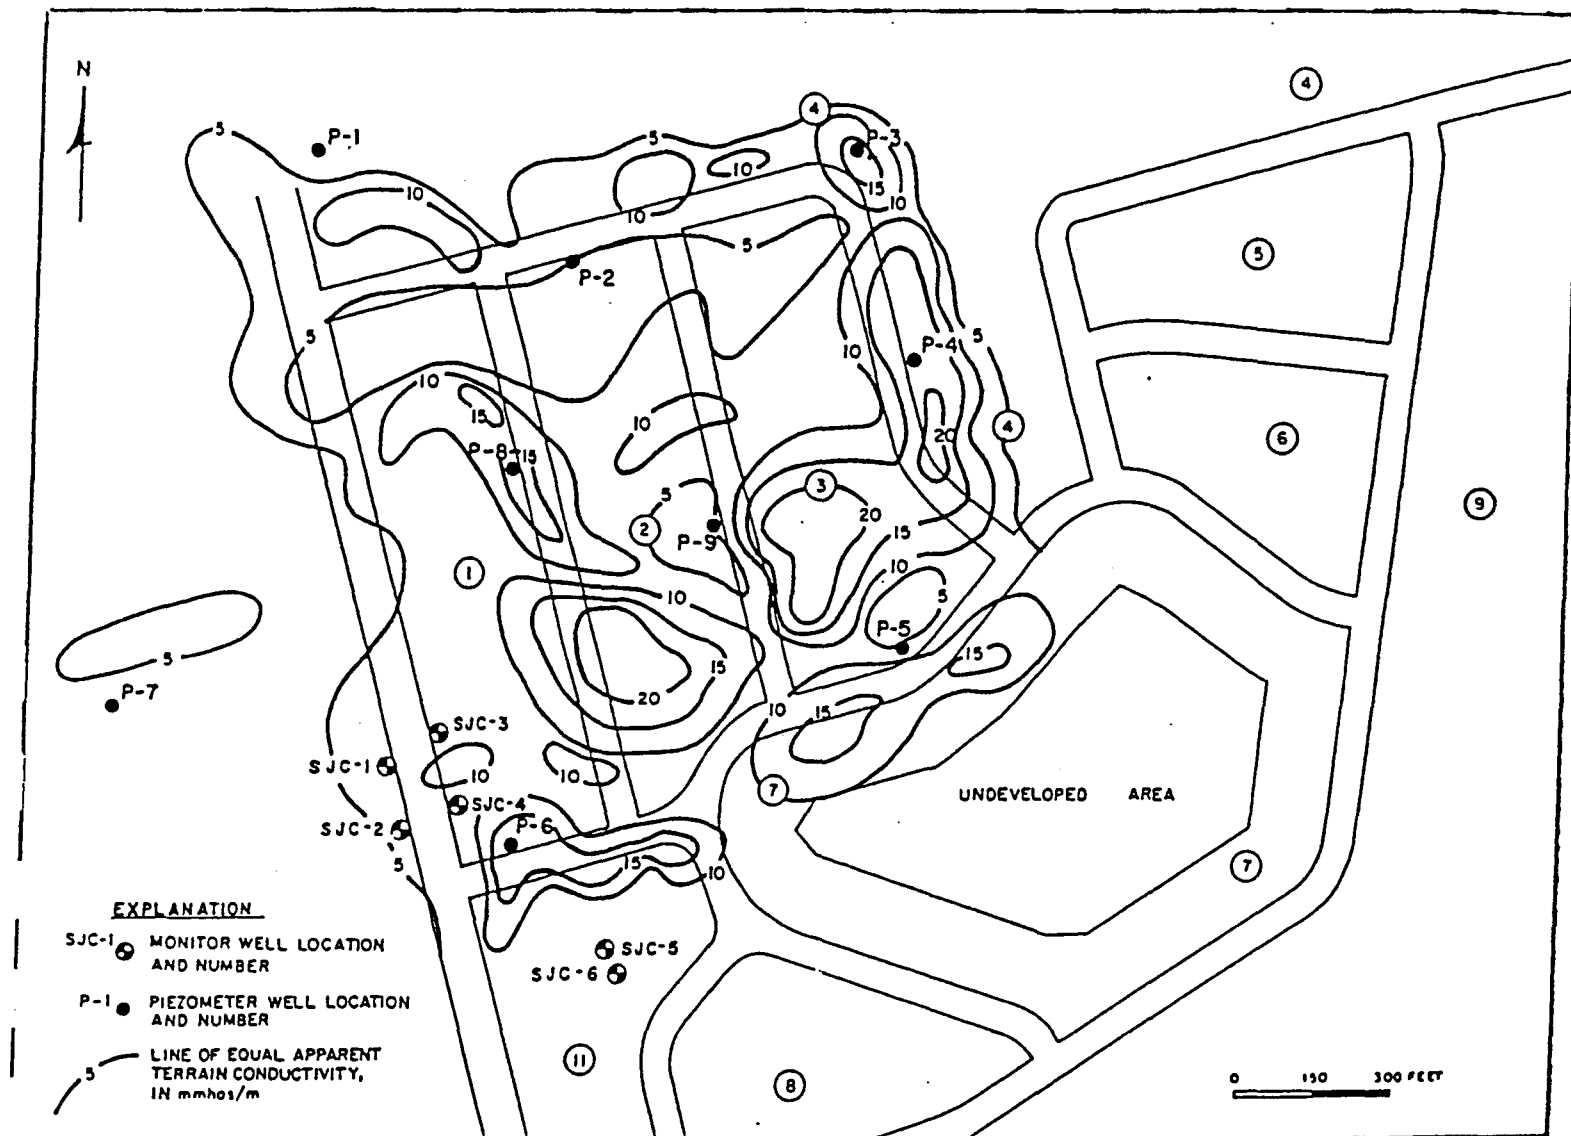 N
4
4
5
P-1
5
P-3
10
15
10
10
10
5
5
P-2
5
5
10
P-4
5
10
15
10
4
20
6
P-8
15
3
5
20
9
2
P-9
15
1
10
10
5
15
P-5
5
20
15
P-7
10
15
SJC-3
SJC-1
10
10
7
UNDEVELOPED AREA
SJC-4
SJC-2
P-6
5
15
10
7
EXPLANATION
SJC-1 MONITOR WELL LOCATION
AND NUMBER
SJC-5
SJC-6
P-1 PIEZOMETER WELL LOCATION
AND NUMBER
5 LINE OF EQUAL APPARENT
TERRAIN CONDUCTIVITY,
IN mmhos/m
11
8
0 150 300 FEET